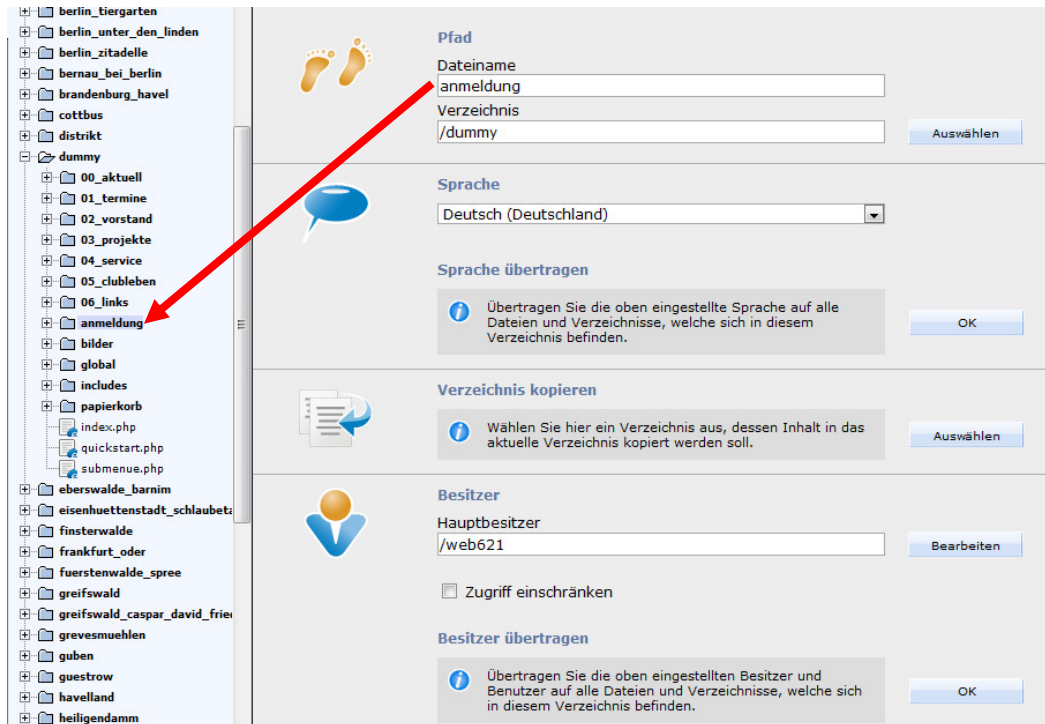 berlin_tiergarten
berlin_unter_den_linden
berlin_zitadelle
bernau_bei_berlin
brandenburg_havel
cottbus
distrikt
dummy
00_aktuell
01_termine
02_vorstand
03_projekte
04_service
05_clubleben
06_links
anmeldung
bilder
global
includes
papierkorb
index.php
quickstart.php
submenue.php
eberswalde_barnim
eisenhuettenstadt_schlaubeta
finsterwalde
frankfurt_oder
fuerstenwalde_spree
greifswald
greifswald_caspar_david_frie
grevesmuehlen
guben
guestrow
havelland
heiligendamm
Pfad
Dateiname
anmeldung
Verzeichnis
/dummy
Auswählen
Sprache
Deutsch (Deutschland)
Sprache übertragen
Übertragen Sie die oben eingestellte Sprache auf alle
Dateien und Verzeichnisse, welche sich in diesem
Verzeichnis befinden.
OK
Verzeichnis kopieren
Wählen Sie hier ein Verzeichnis aus, dessen Inhalt in das
aktuelle Verzeichnis kopiert werden soll.
Auswählen
Besitzer
Hauptbesitzer
/web621
Bearbeiten
Zugriff einschränken
Besitzer übertragen
Übertragen Sie die oben eingestellten Besitzer und
Benutzer auf alle Dateien und Verzeichnisse, welche sich
in diesem Verzeichnis befinden.
OK